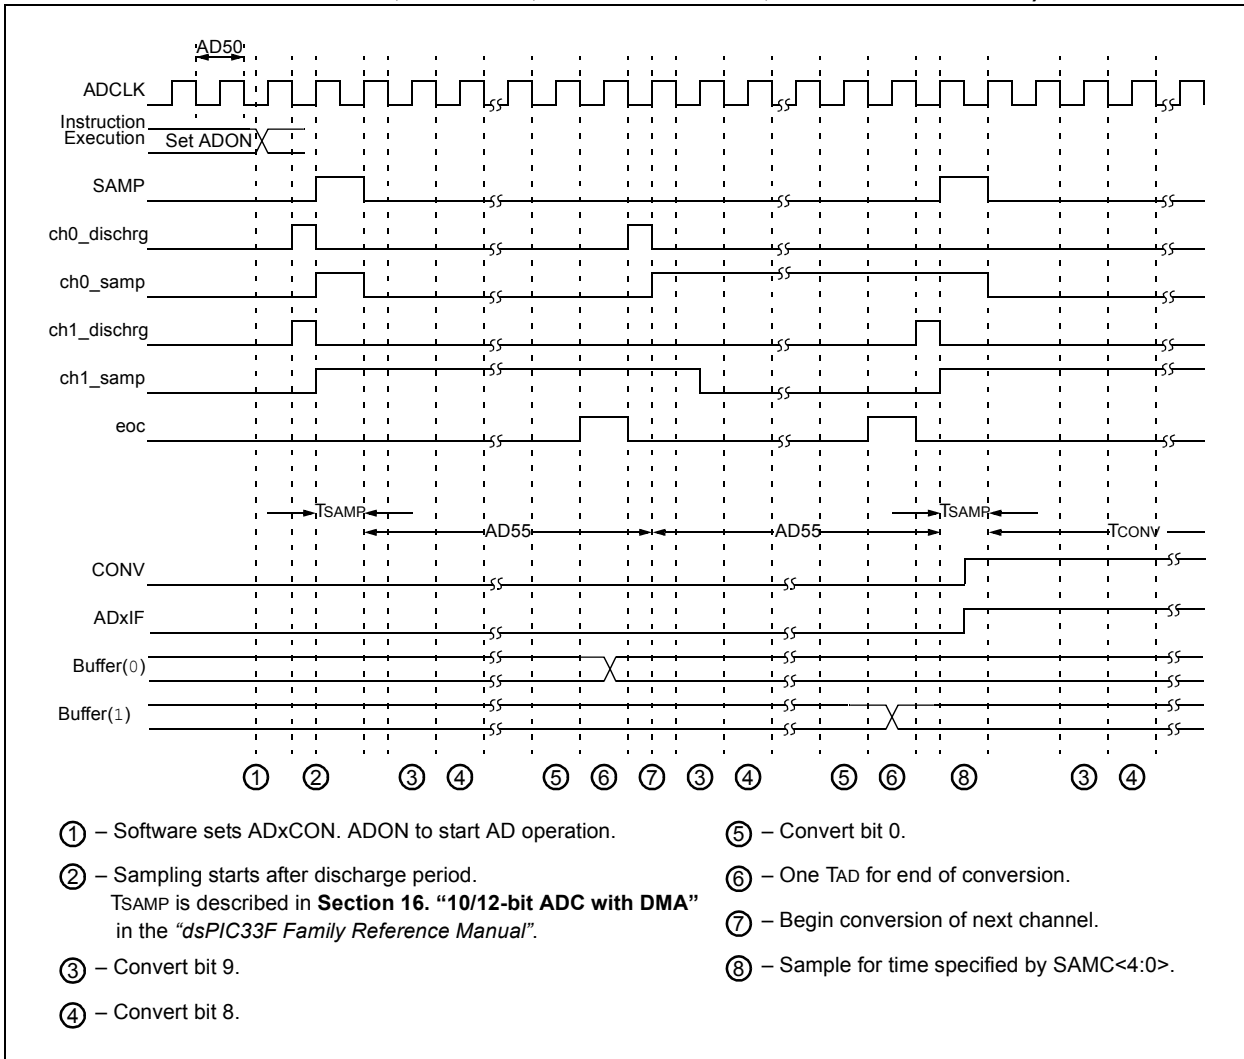 AD50
ADCLK
Instruction
Execution
Set ADON
SAMP
ch0_dischrg
ch0_samp
ch1_dischrg
ch1_samp
eoc
TSAMP
TSAMP
AD55
AD55
TCONV
CONV
ADxIF
Buffer(0)
Buffer(1)
1 2 3 4 5 6 7 3 4 5 6 8 3 4
1 – Software sets ADxCON. ADON to start AD operation.
2 – Sampling starts after discharge period.
TSAMP is described in Section 16. “10/12-bit ADC with DMA”
in the “dsPIC33F Family Reference Manual”.
3 – Convert bit 9.
4 – Convert bit 8.
5 – Convert bit 0.
6 – One TAD for end of conversion.
7 – Begin conversion of next channel.
8 – Sample for time specified by SAMC<4:0>.